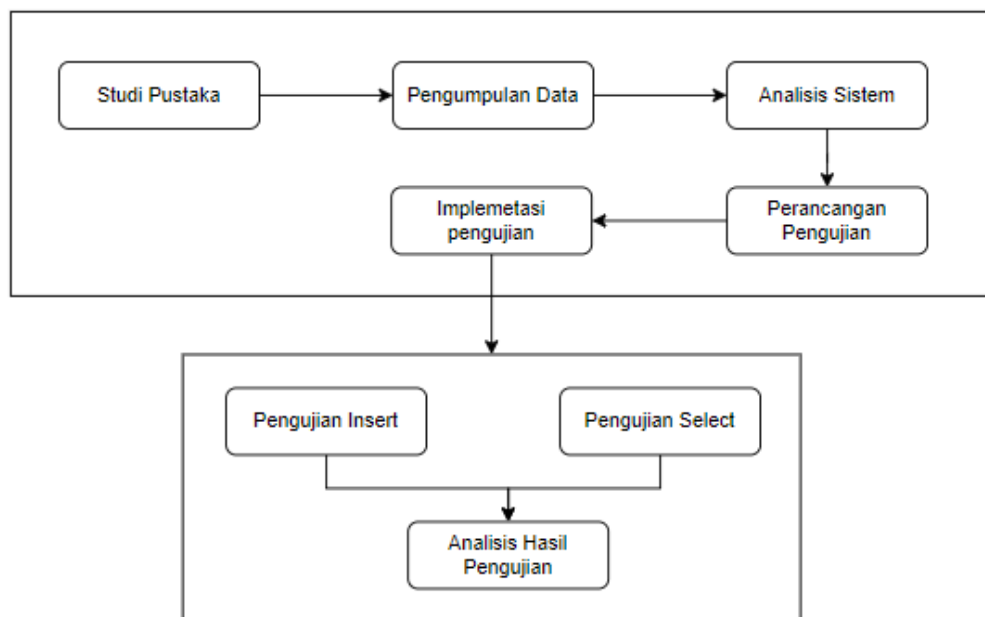 Studi Pustaka
Pengumpulan Data
Analisis Sistem
Perancangan
Pengujian
Implemetasi
pengujian
Pengujian Insert
Pengujian Select
Analisis Hasil
Pengujian